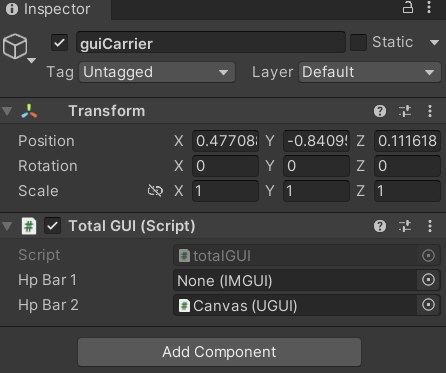 Inspector
guiCarrier
Static
Tag Untagged Layer Default
Transform
Position X 0.47708 Y -0.8409 Z 0.111618
Rotation X 0 Y 0 Z 0
Scale X 1 Y 1 Z 1
# Total GUI (Script)
Script # totalGUI
Hp Bar 1 None (IMGUI)
Hp Bar 2 # Canvas (UGUI)
Add Component